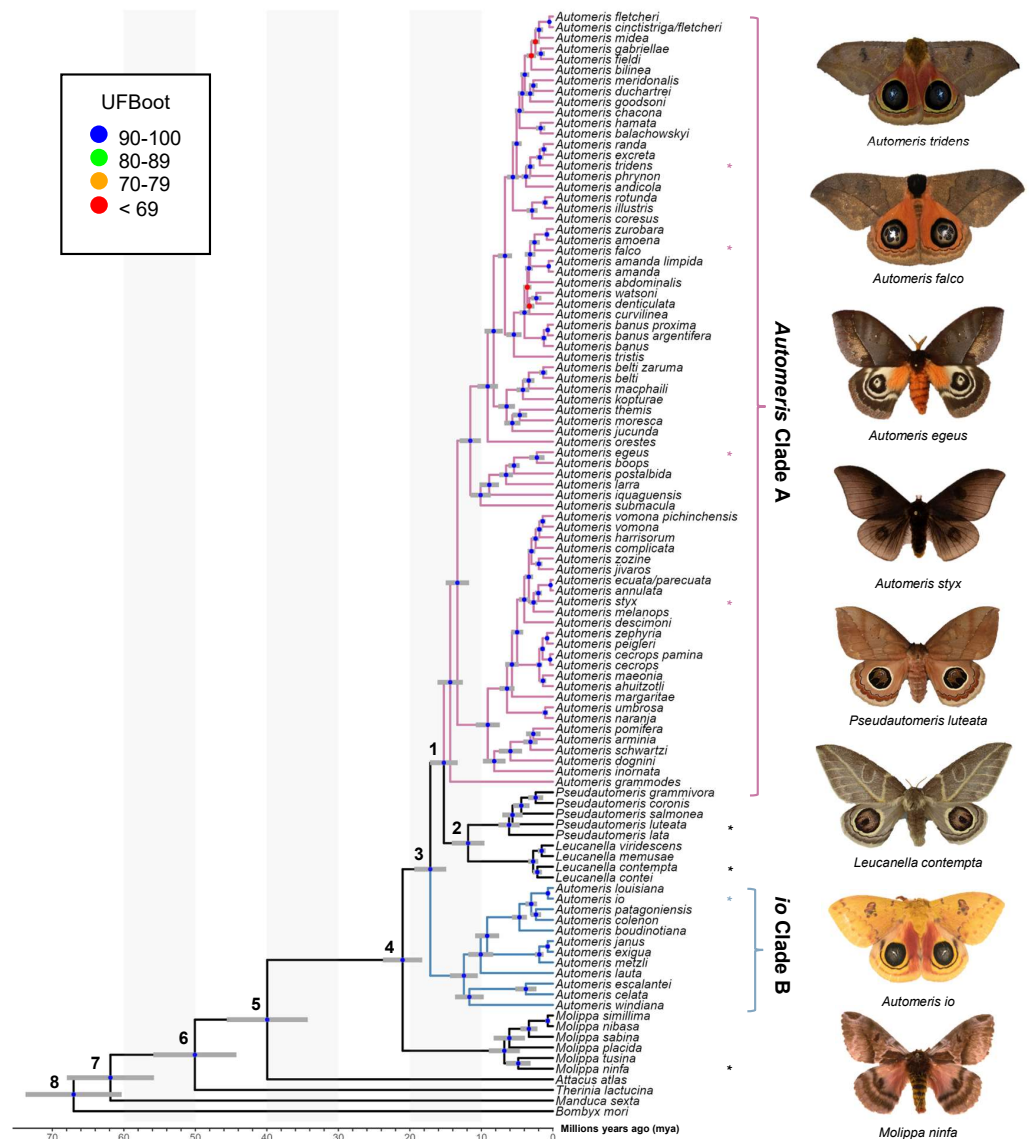 UFBoot
90-100
80-89
70-79
< 69
Automeris fletcheri
Automeris cinctistriga/fletcheri
Automeris midea
Automeris gabriellae
Automeris fieldi
Automeris bilinea
Automeris meridonalis
Automeris duchartrei
Automeris goodsoni
Automeris chacona
Automeris hamata
Automeris balachowskyi
Automeris randa
Automeris excreta
Automeris tridens *
Automeris phrynon
Automeris andicola
Automeris rotunda
Automeris illustris
Automeris coresus
Automeris zurobara
Automeris amoena
Automeris falco *
Automeris amanda limpida
Automeris amanda
Automeris abdominalis
Automeris watsoni
Automeris denticulata
Automeris curvilinea
Automeris banus proxima
Automeris banus argentifera
Automeris banus
Automeris tristis
Automeris belti zaruma
Automeris belti
Automeris macphaili
Automeris kopturae
Automeris themis
Automeris moresca
Automeris jucunda
Automeris orestes
Automeris egeus *
Automeris boops
Automeris postalbida
Automeris larra
Automeris iquaguensis
Automeris submacula
Automeris vomona pichinchensis
Automeris vomona
Automeris harrisorum
Automeris complicata
Automeris zozine
Automeris jivaros
Automeris ecuata/parecuata
Automeris annulata
Automeris styx *
Automeris melanops
Automeris descimoni
Automeris zephyria
Automeris peigleri
Automeris cecrops pamina
Automeris cecrops
Automeris maeonia
Automeris ahuitzotli
Automeris margaritae
Automeris umbrosa
Automeris naranja
Automeris pomifera
Automeris arminia
Automeris schwartzi
Automeris dognini
Automeris inornata
Automeris grammodes
Pseudautomeris grammivora
Pseudautomeris coronis
Pseudautomeris salmonea
Pseudautomeris luteata *
Pseudautomeris lata
Leucanella viridescens
Leucanella memusae
Leucanella contempta *
Leucanella contei
Automeris louisiana
Automeris io *
Automeris patagoniensis
Automeris colenon
Automeris boudinotiana
Automeris janus
Automeris exigua
Automeris metzli
Automeris lauta
Automeris escalantei
Automeris celata
Automeris windiana
Molippa simillima
Molippa nibasa
Molippa sabina
Molippa placida
Molippa tusina
Molippa ninfa *
Attacus atlas
Therinia lactucina
Manduca sexta
Bombyx mori
1
2
3
4
5
6
7
8
70 60 50 40 30 20 10 0 Millions years ago (mya)
Automeris Clade A
io Clade B
Automeris tridens
Automeris falco
Automeris egeus
Automeris styx
Pseudautomeris luteata
Leucanella contempta
Automeris io
Molippa ninfa